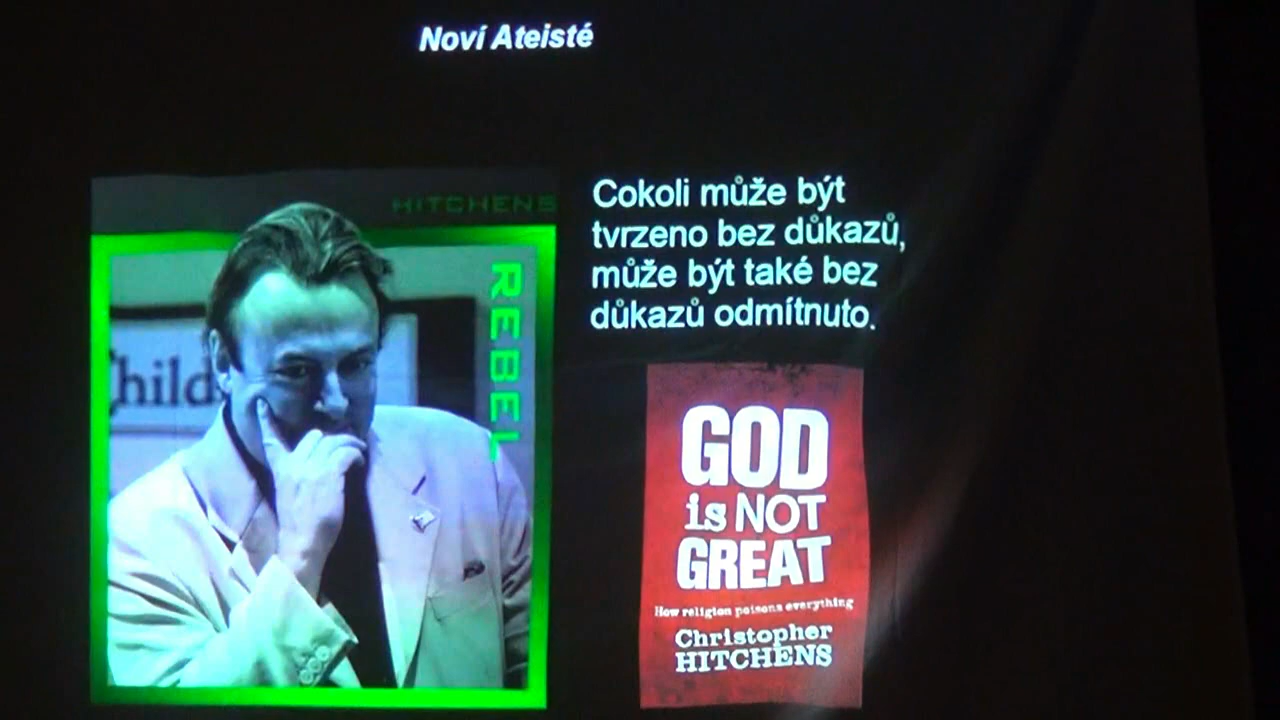 Noví Ateisté
HITCHENS
REBEL
Child
Cokoli může být
tvrzeno bez důkazů,
může být také bez
důkazů odmítnuto.
GOD
is NOT
GREAT
How religion poisons everything
Christopher
HITCHENS